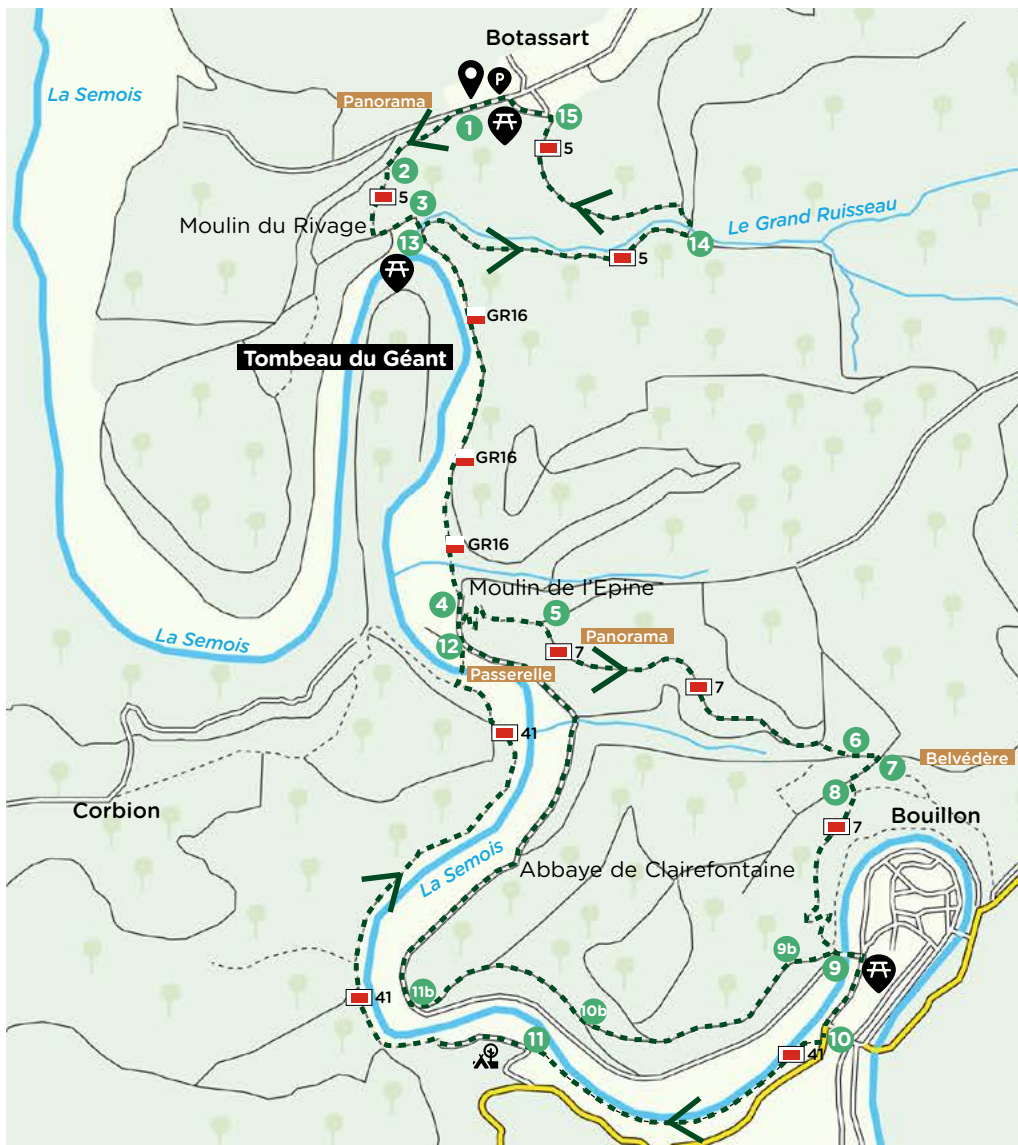 Botassart
La Semois
Panorama
P
1
15
5
2
5
3
Moulin du Rivage
Le Grand Ruisseau
13
14
5
GR16
Tombeau du Géant
GR16
GR16
Moulin de l'Epine
4
5
La Semois
12
Panorama
7
Passerelle
7
41
6
7
Belvédère
8
Corbion
7
Bouillon
La Semois
Abbaye de Clairefontaine
9b
9
11b
41
10b
11
10
41